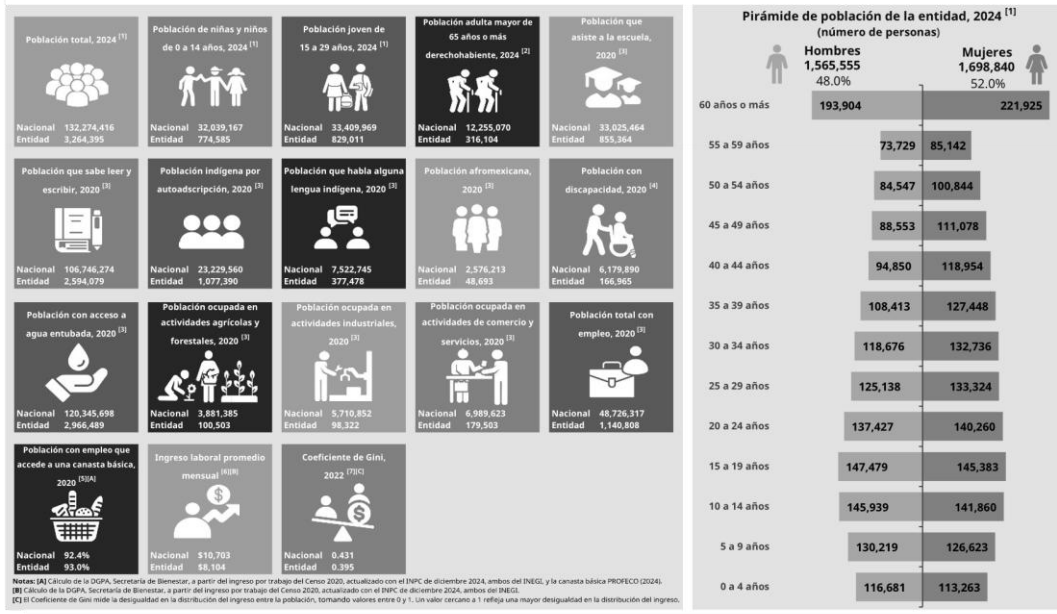 Población total, 2024 [1]
Nacional 132,274,416
Entidad 3,264,395
Población de niñas y niños
de 0 a 14 años, 2024 [1]
Nacional 32,039,167
Entidad 774,585
Población joven de
15 a 29 años, 2024 [1]
Nacional 33,409,969
Entidad 829,011
Población adulta mayor de
65 años o más
derechohabiente, 2024 [2]
Nacional 12,255,070
Entidad 316,104
Población que
asiste a la escuela,
2020 [3]
Nacional 33,025,464
Entidad 855,364
Población que sabe leer y
escribir, 2020 [3]
Nacional 106,746,274
Entidad 2,594,079
Población indígena por
autoadscripción, 2020 [3]
Nacional 23,229,560
Entidad 1,077,390
Población que habla alguna
lengua indígena, 2020 [3]
Nacional 7,522,745
Entidad 377,478
Población afromexicana,
2020 [3]
Nacional 2,576,213
Entidad 48,693
Población con
discapacidad, 2020 [4]
Nacional 6,179,890
Entidad 166,965
Población con acceso a
agua entubada, 2020 [3]
Nacional 120,345,698
Entidad 2,966,489
Población ocupada en
actividades agrícolas y
forestales, 2020 [3]
Nacional 3,881,385
Entidad 100,503
Población ocupada en
actividades industriales,
2020 [3]
Nacional 5,710,852
Entidad 98,322
Población ocupada en
actividades de comercio y
servicios, 2020 [3]
Nacional 6,989,623
Entidad 179,503
Población total con
empleo, 2020 [3]
Nacional 48,726,317
Entidad 1,140,808
Población con empleo que
accede a una canasta básica,
2020 [5][A]
Nacional 92.4%
Entidad 93.0%
Ingreso laboral promedio
mensual [6][B]
Nacional $10,703
Entidad $8,104
Coeficiente de Gini,
2022 [7][C]
Nacional 0.431
Entidad 0.395
Notas: [A] Cálculo de la DGPA, Secretaría de Bienestar, a partir del ingreso por trabajo del Censo 2020, actualizado con el INPC de diciembre 2024, ambos del INEGI, y la canasta básica PROFECO (2024).
[B] Cálculo de la DGPA, Secretaría de Bienestar, a partir del ingreso por trabajo del Censo 2020, actualizado con el INPC de diciembre 2024, ambos del INEGI.
[C] El Coeficiente de Gini mide la desigualdad en la distribución del ingreso entre la población, tomando valores entre 0 y 1. Un valor cercano a 1 refleja una mayor desigualdad en la distribución del ingreso.
Pirámide de población de la entidad, 2024 [1]
(número de personas)
Hombres Mujeres
1,565,555 1,698,840
48.0% 52.0%
60 años o más 193,904 221,925
55 a 59 años 73,729 85,142
50 a 54 años 84,547 100,844
45 a 49 años 88,553 111,078
40 a 44 años 94,850 118,954
35 a 39 años 108,413 127,448
30 a 34 años 118,676 132,736
25 a 29 años 125,138 133,324
20 a 24 años 137,427 140,260
15 a 19 años 147,479 145,383
10 a 14 años 145,939 141,860
5 a 9 años 130,219 126,623
0 a 4 años 116,681 113,263